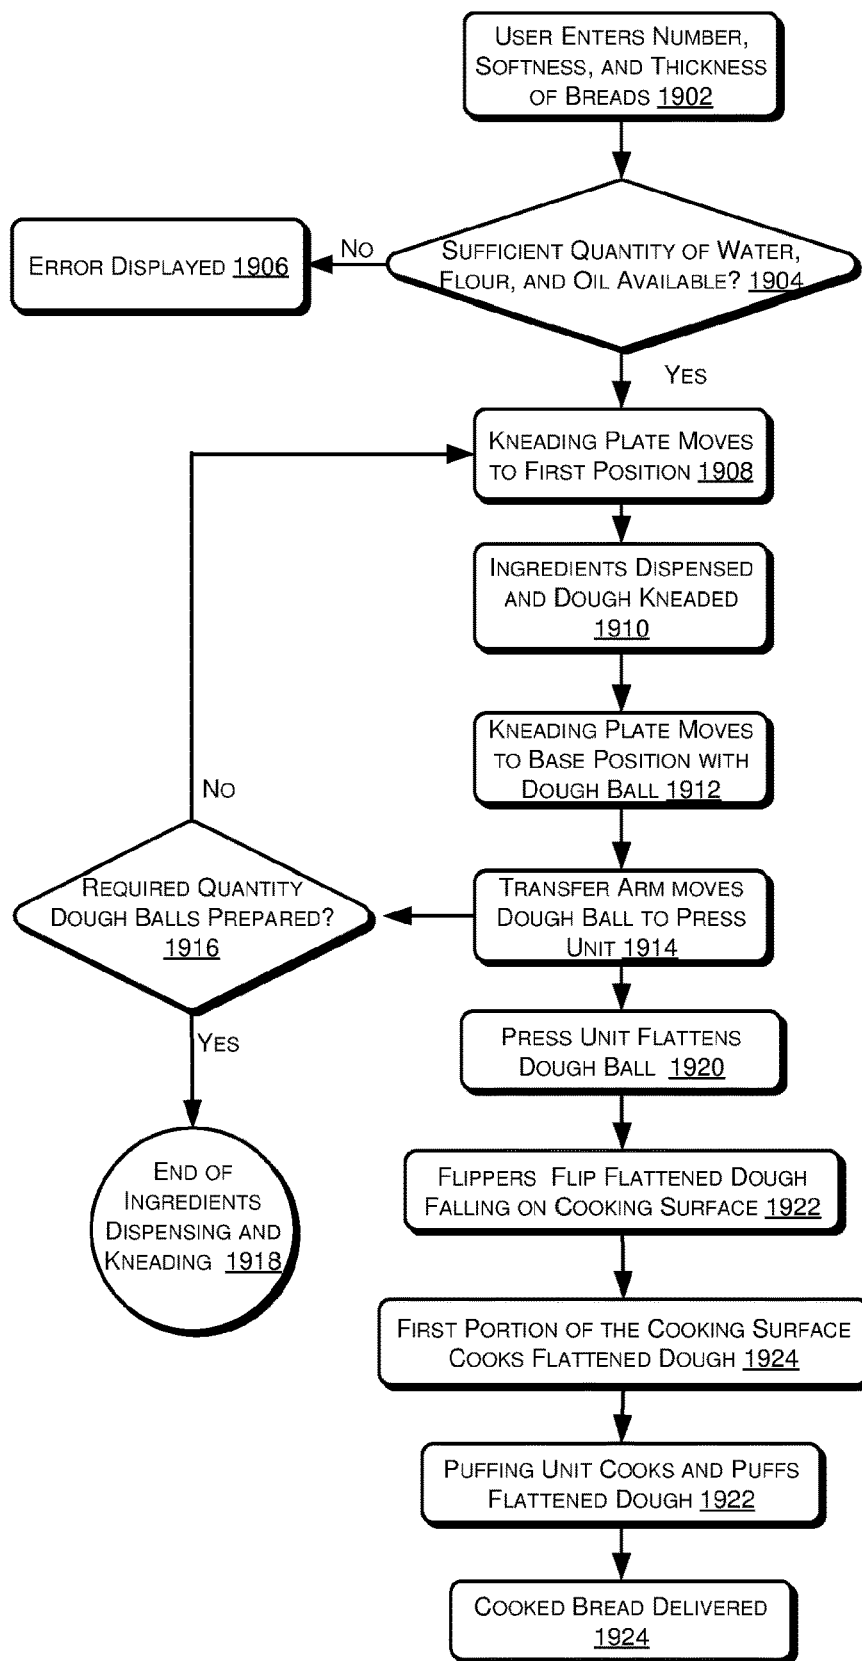 USER ENTERS NUMBER,
SOFTNESS, AND THICKNESS
OF BREADS 1902
SUFFICIENT QUANTITY OF WATER,
FLOUR, AND OIL AVAILABLE? 1904
NO
ERROR DISPLAYED 1906
YES
KNEADING PLATE MOVES
TO FIRST POSITION 1908
INGREDIENTS DISPENSED
AND DOUGH KNEADED
1910
KNEADING PLATE MOVES
TO BASE POSITION WITH
DOUGH BALL 1912
TRANSFER ARM MOVES
DOUGH BALL TO PRESS
UNIT 1914
NO
REQUIRED QUANTITY
DOUGH BALLS PREPARED?
1916
YES
END OF
INGREDIENTS
DISPENSING AND
KNEADING 1918
PRESS UNIT FLATTENS
DOUGH BALL 1920
FLIPPERS FLIP FLATTENED DOUGH
FALLING ON COOKING SURFACE 1922
FIRST PORTION OF THE COOKING SURFACE
COOKS FLATTENED DOUGH 1924
PUFFING UNIT COOKS AND PUFFS
FLATTENED DOUGH 1922
COOKED BREAD DELIVERED
1924